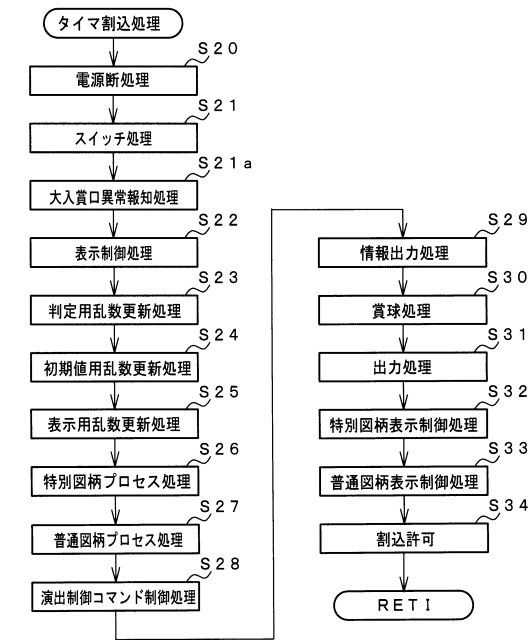 タイマ割込処理
S20
電源断処理
S21
スイッチ処理
S21a
大入賞口異常報知処理
S22
表示制御処理
S23
判定用乱数更新処理
S24
初期値用乱数更新処理
S25
表示用乱数更新処理
S26
特別図柄プロセス処理
S27
普通図柄プロセス処理
S28
演出制御コマンド制御処理
S29
情報出力処理
S30
賞球処理
S31
出力処理
S32
特別図柄表示制御処理
S33
普通図柄表示制御処理
S34
割込許可
RETI